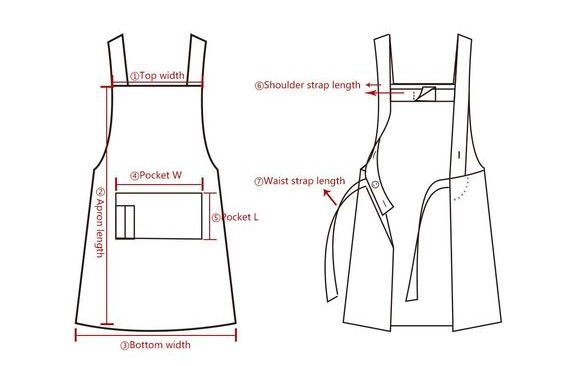 ①Top width
⑥Shoulder strap length
④Pocket W
⑦Waist strap length
②Apron length
⑤Pocket L
③Bottom width